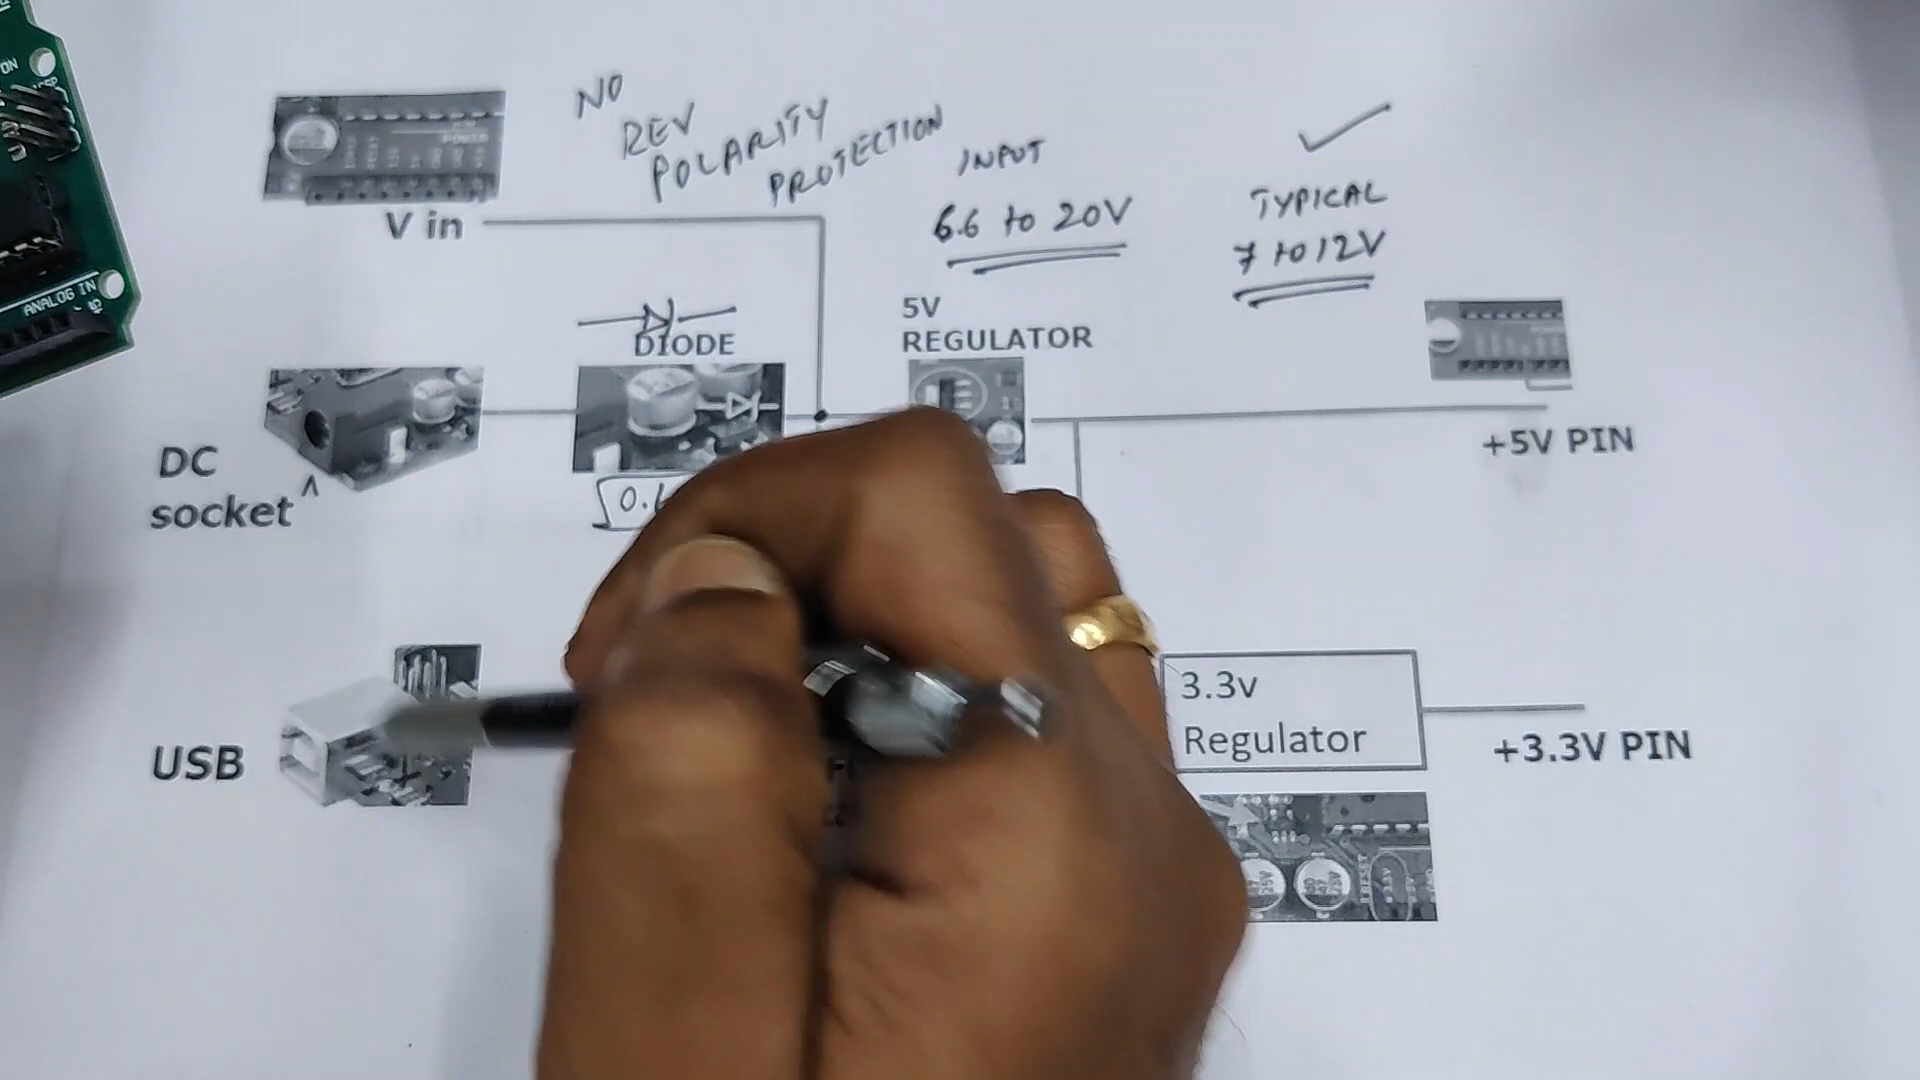 NO
REV
POLARITY
PROTECTION
INPUT
6.6 to 20V
TYPICAL
7 to 12V
V in
ANALOG IN
DIODE
5V
REGULATOR
DC
socket
+5V PIN
USB
3.3v
Regulator
+3.3V PIN